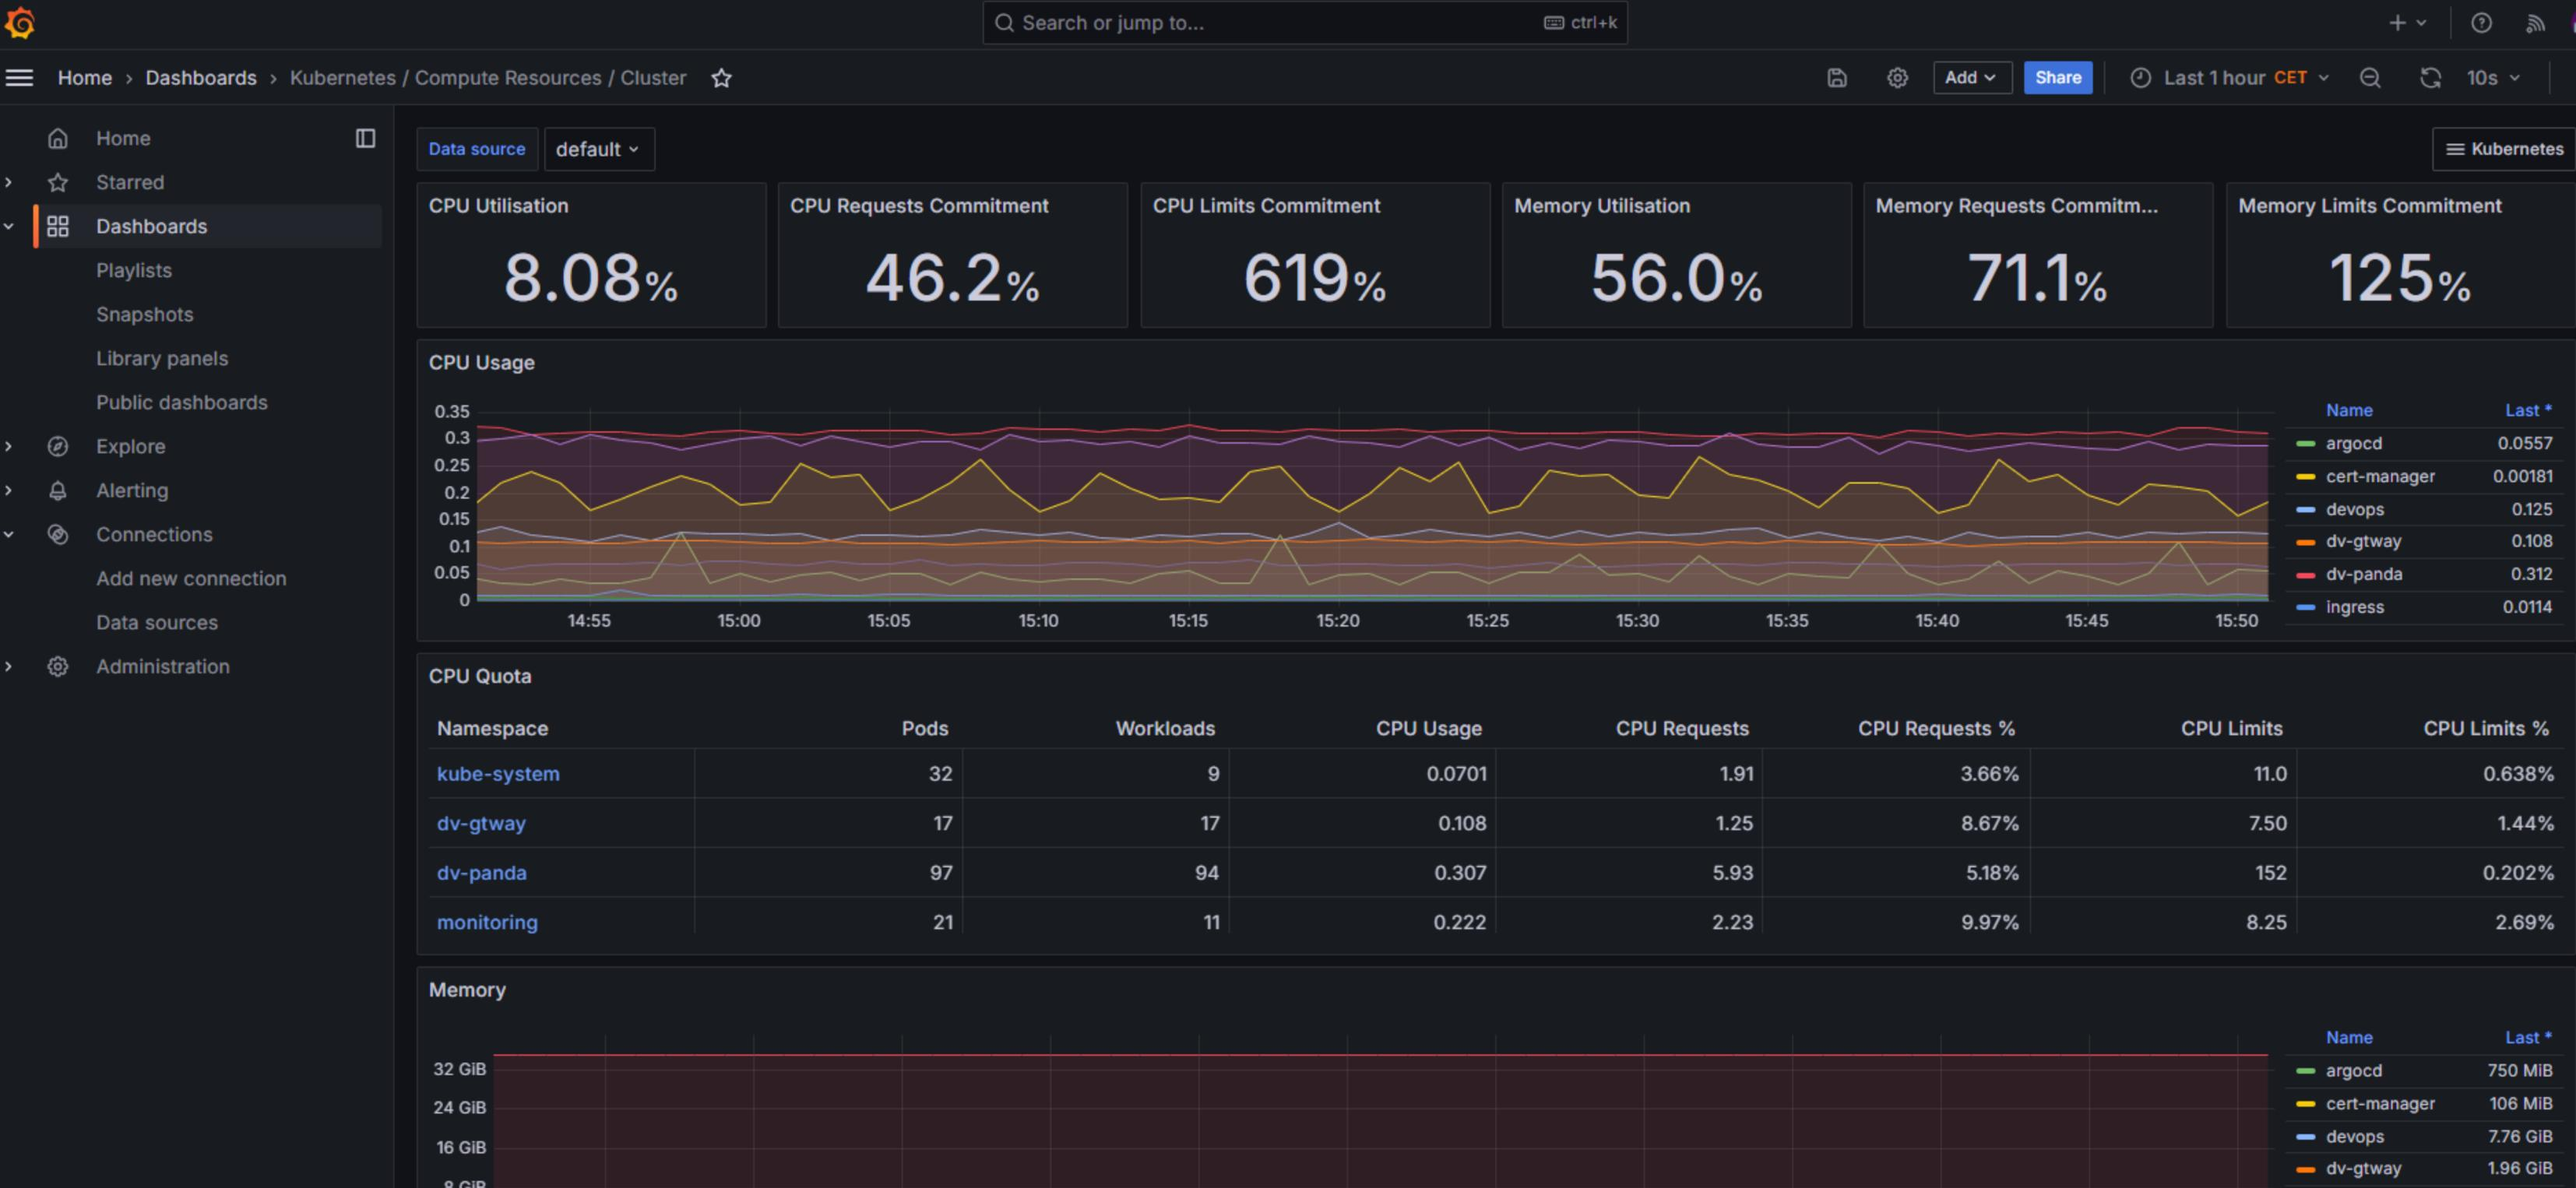 Search or jump to... ctrl+k
Home › Dashboards › Kubernetes / Compute Resources / Cluster
Add Share Last 1 hour CET 10s
Home
Starred
Dashboards
Playlists
Snapshots
Library panels
Public dashboards
Explore
Alerting
Connections
Add new connection
Data sources
Administration
Data source default Kubernetes
CPU Utilisation
8.08%
CPU Requests Commitment
46.2%
CPU Limits Commitment
619%
Memory Utilisation
56.0%
Memory Requests Commitm...
71.1%
Memory Limits Commitment
125%
CPU Usage
0.35
0.3
0.25
0.2
0.15
0.1
0.05
0
14:55 15:00 15:05 15:10 15:15 15:20 15:25 15:30 15:35 15:40 15:45 15:50
Name Last *
argocd 0.0557
cert-manager 0.00181
devops 0.125
dv-gtway 0.108
dv-panda 0.312
ingress 0.0114
CPU Quota
Namespace Pods Workloads CPU Usage CPU Requests CPU Requests % CPU Limits CPU Limits %
kube-system 32 9 0.0701 1.91 3.66% 11.0 0.638%
dv-gtway 17 17 0.108 1.25 8.67% 7.50 1.44%
dv-panda 97 94 0.307 5.93 5.18% 152 0.202%
monitoring 21 11 0.222 2.23 9.97% 8.25 2.69%
Memory
32 GiB
24 GiB
16 GiB
8 GiB
Name Last *
argocd 750 MiB
cert-manager 106 MiB
devops 7.76 GiB
dv-gtway 1.96 GiB